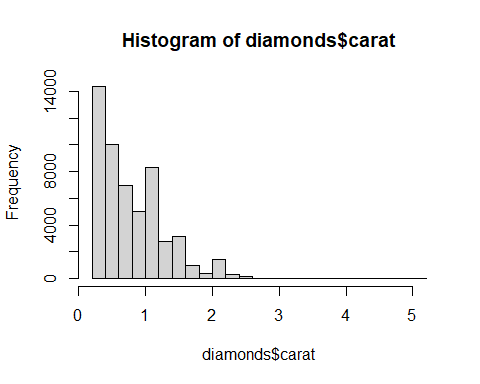 Histogram of diamonds$carat
Frequency
14000
8000
4000
0
0 1 2 3 4 5
diamonds$carat